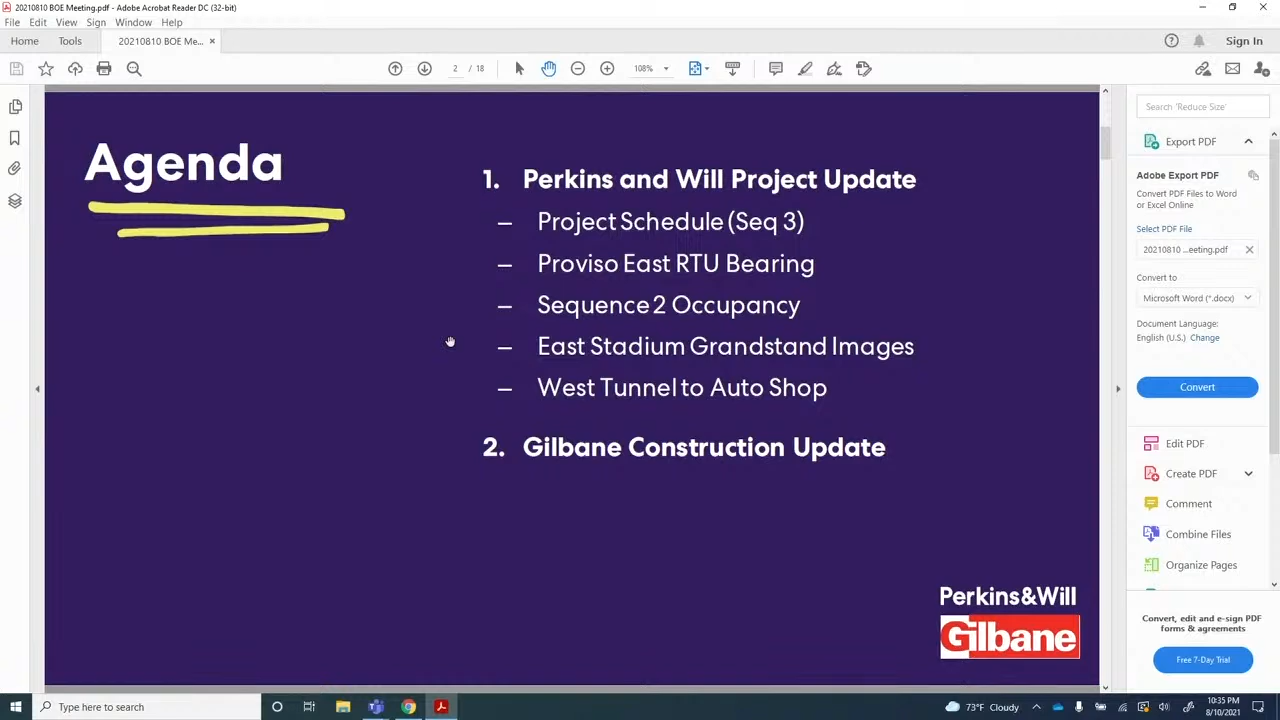 20210810 BOE Meeting.pdf - Adobe Acrobat Reader DC (32-bit)
File Edit View Sign Window Help
Home Tools 20210810 BOE Me... × Sign In
2 / 18 108%
Agenda
1. Perkins and Will Project Update
– Project Schedule (Seq 3)
– Proviso East RTU Bearing
– Sequence 2 Occupancy
– East Stadium Grandstand Images
– West Tunnel to Auto Shop
2. Gilbane Construction Update
Perkins&Will
Gilbane
Search 'Reduce Size'
Export PDF
Adobe Export PDF
Convert PDF Files to Word
or Excel Online
Select PDF File
20210810 ...eeting.pdf
Convert to
Microsoft Word (*.docx)
Document Language:
English (U.S.) Change
Convert
Edit PDF
Create PDF
Comment
Combine Files
Organize Pages
Convert, edit and e-sign PDF
forms & agreements
Free 7-Day Trial
Type here to search
73°F Cloudy
10:35 PM
8/10/2021